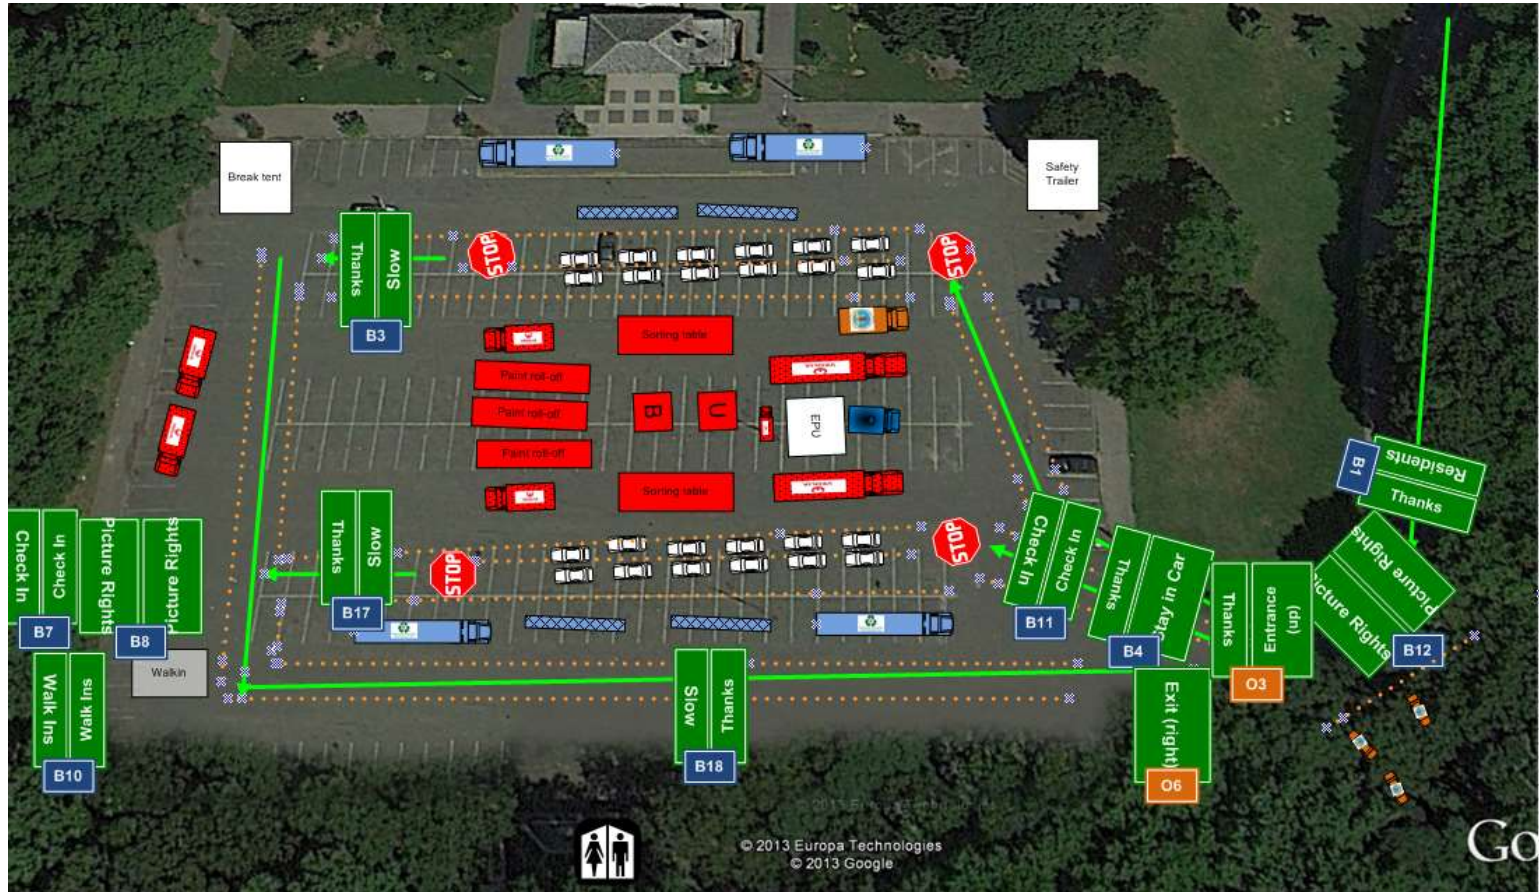 Break tent
Safety
Trailer
Thanks
Slow
B3
STOP
STOP
Sorting table
Paint roll-off
Paint roll-off
Paint roll-off
B
U
EPU
Sorting table
Residents
Thanks
B1
Check In
Check In
B7
Picture Rights
Picture Rights
B8
Thanks
Slow
B17
STOP
STOP
Check In
Check In
B11
Thanks
Stay in Car
B4
Thanks
Entrance
(up)
O3
Picture Rights
Picture Rights
B12
Walkin
Walk Ins
Walk Ins
B10
Slow
Thanks
B18
Exit (right)
O6
© 2013 Europa Technologies
© 2013 Google
Go